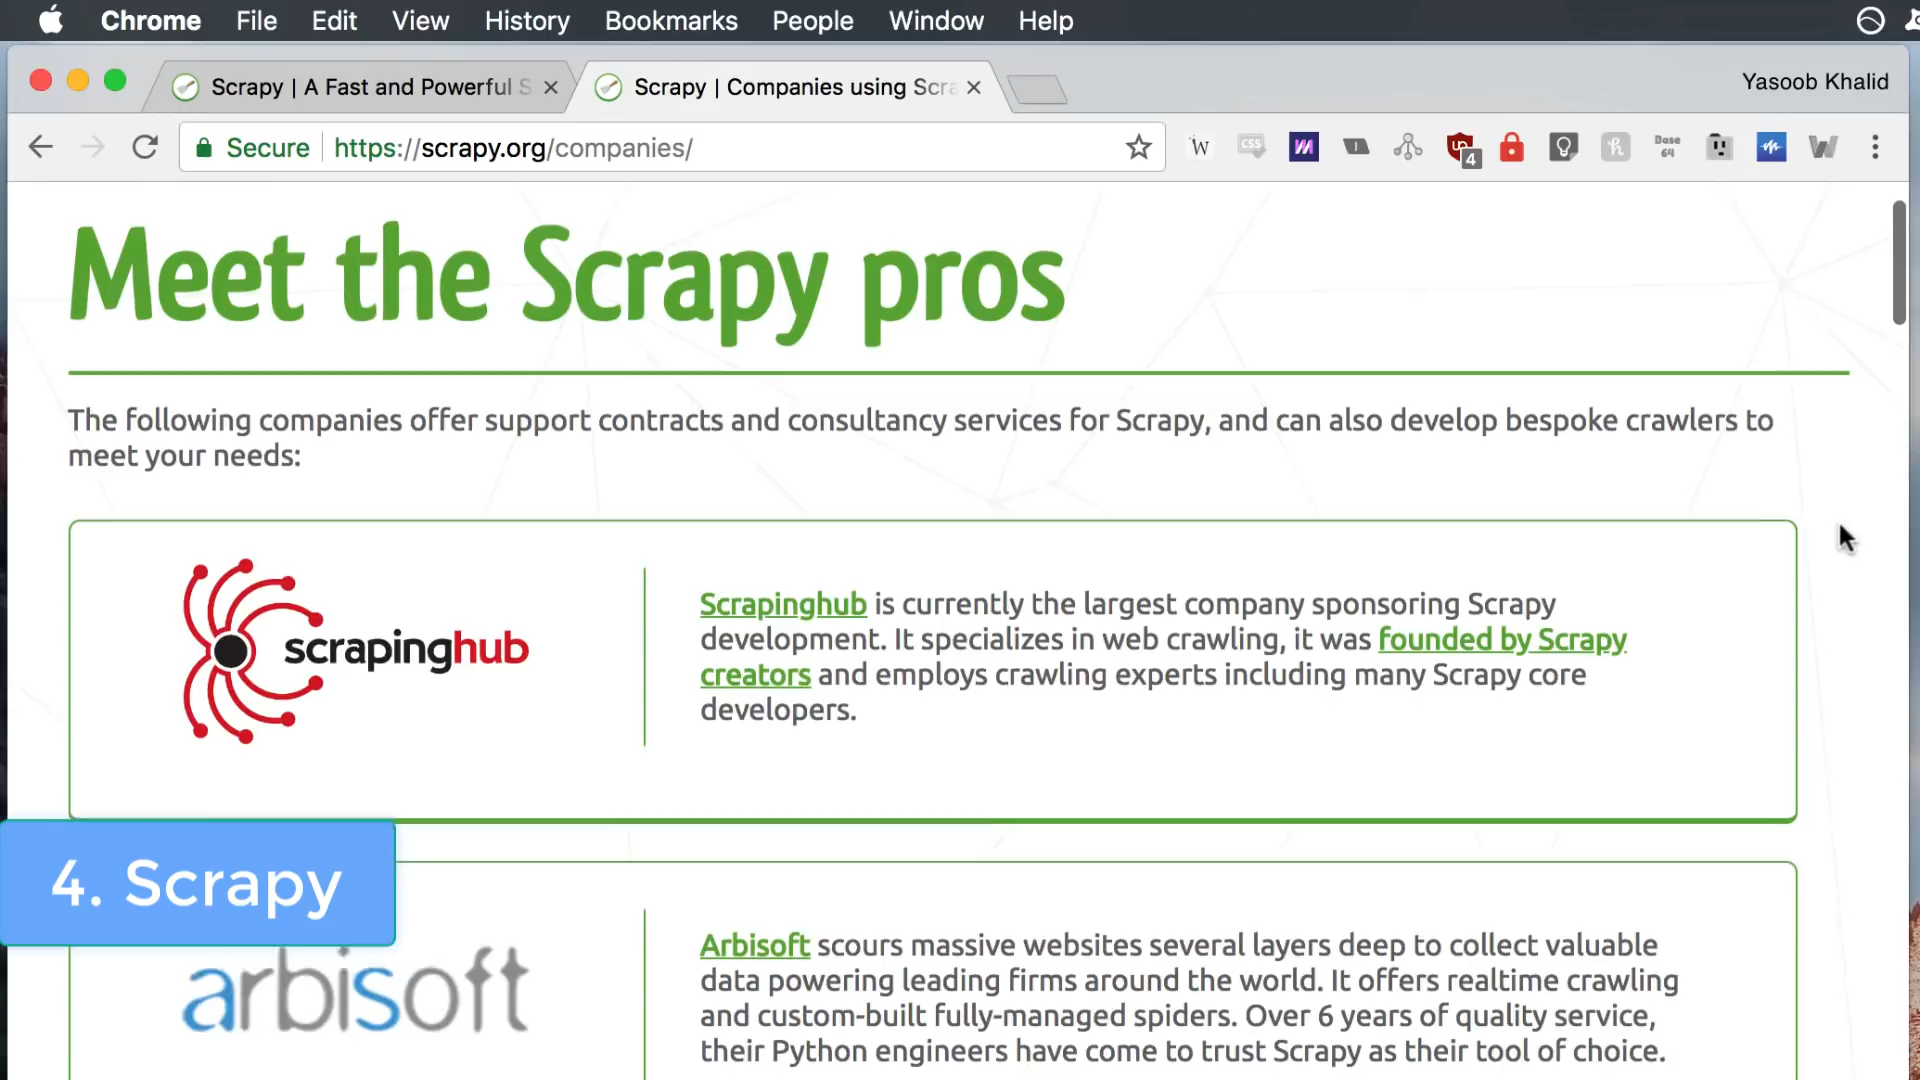 Chrome File Edit View History Bookmarks People Window Help
Scrapy | A Fast and Powerful S
Scrapy | Companies using Scra
Yasoob Khalid
Secure https://scrapy.org/companies/
W CSS UD 4 Base 64
Meet the Scrapy pros
The following companies offer support contracts and consultancy services for Scrapy, and can also develop bespoke crawlers to
meet your needs:
scrapinghub
Scrapinghub is currently the largest company sponsoring Scrapy
development. It specializes in web crawling, it was founded by Scrapy
creators and employs crawling experts including many Scrapy core
developers.
4. Scrapy
arbisoft
Arbisoft scours massive websites several layers deep to collect valuable
data powering leading firms around the world. It offers realtime crawling
and custom-built fully-managed spiders. Over 6 years of quality service,
their Python engineers have come to trust Scrapy as their tool of choice.